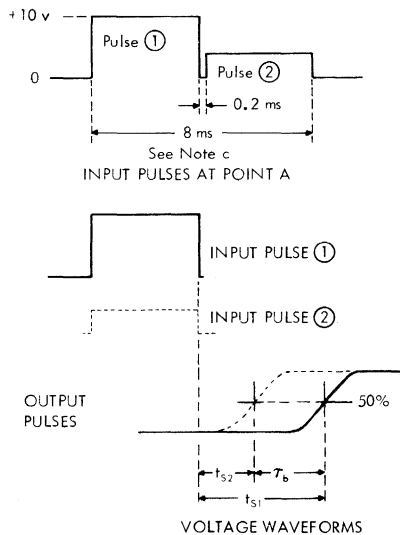 +10 v
Pulse ①
0
Pulse ②
0.2 ms
8 ms
See Note c
INPUT PULSES AT POINT A
INPUT PULSE ①
INPUT PULSE ②
OUTPUT
PULSES
50%
tS2
τb
tS1
VOLTAGE WAVEFORMS